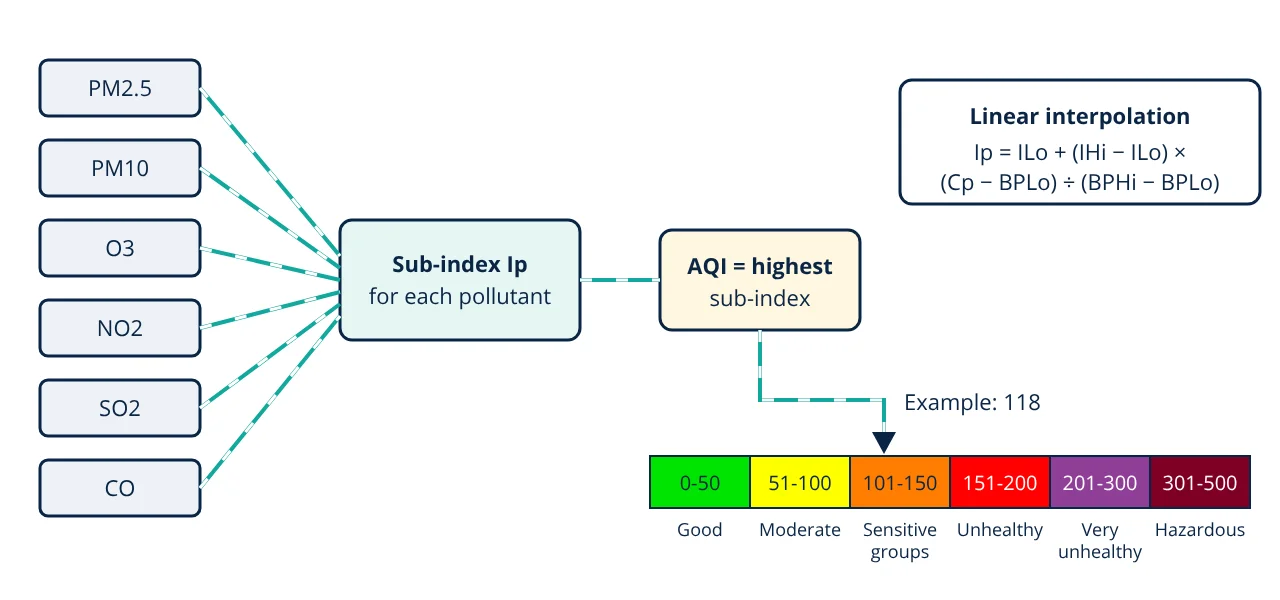 PM2.5
PM10
O3
NO2
SO2
CO
Sub-index Ip
for each pollutant
AQI = highest
sub-index
Linear interpolation
Ip = ILo + (IHi − ILo) ×
(Cp − BPLo) ÷ (BPHi − BPLo)
Example: 118
0-50
51-100
101-150
151-200
201-300
301-500
Good
Moderate
Sensitive
groups
Unhealthy
Very
unhealthy
Hazardous